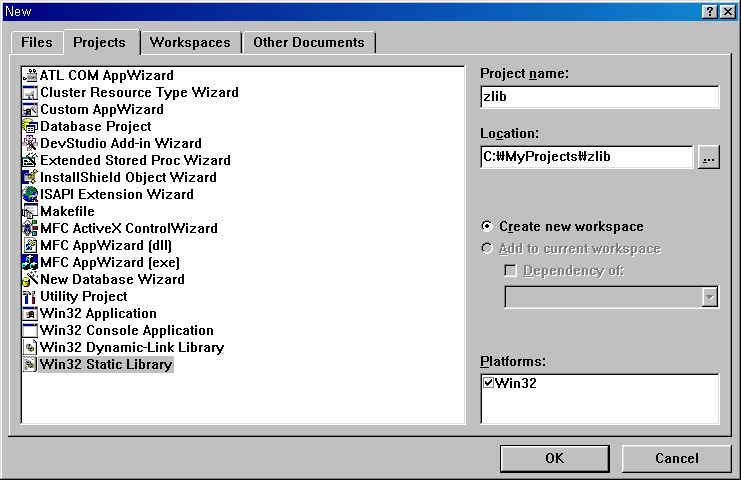 New
Files
Projects
Workspaces
Other Documents
ATL COM AppWizard
Cluster Resource Type Wizard
Custom AppWizard
Database Project
DevStudio Add-in Wizard
Extended Stored Proc Wizard
InstallShield Object Wizard
ISAPI Extension Wizard
Makefile
MFC ActiveX ControlWizard
MFC AppWizard (dll)
MFC AppWizard (exe)
New Database Wizard
Utility Project
Win32 Application
Win32 Console Application
Win32 Dynamic-Link Library
Win32 Static Library
Project name:
zlib
Location:
C:₩MyProjects₩zlib
...
Create new workspace
Add to current workspace
Dependency of:
Platforms:
Win32
OK
Cancel